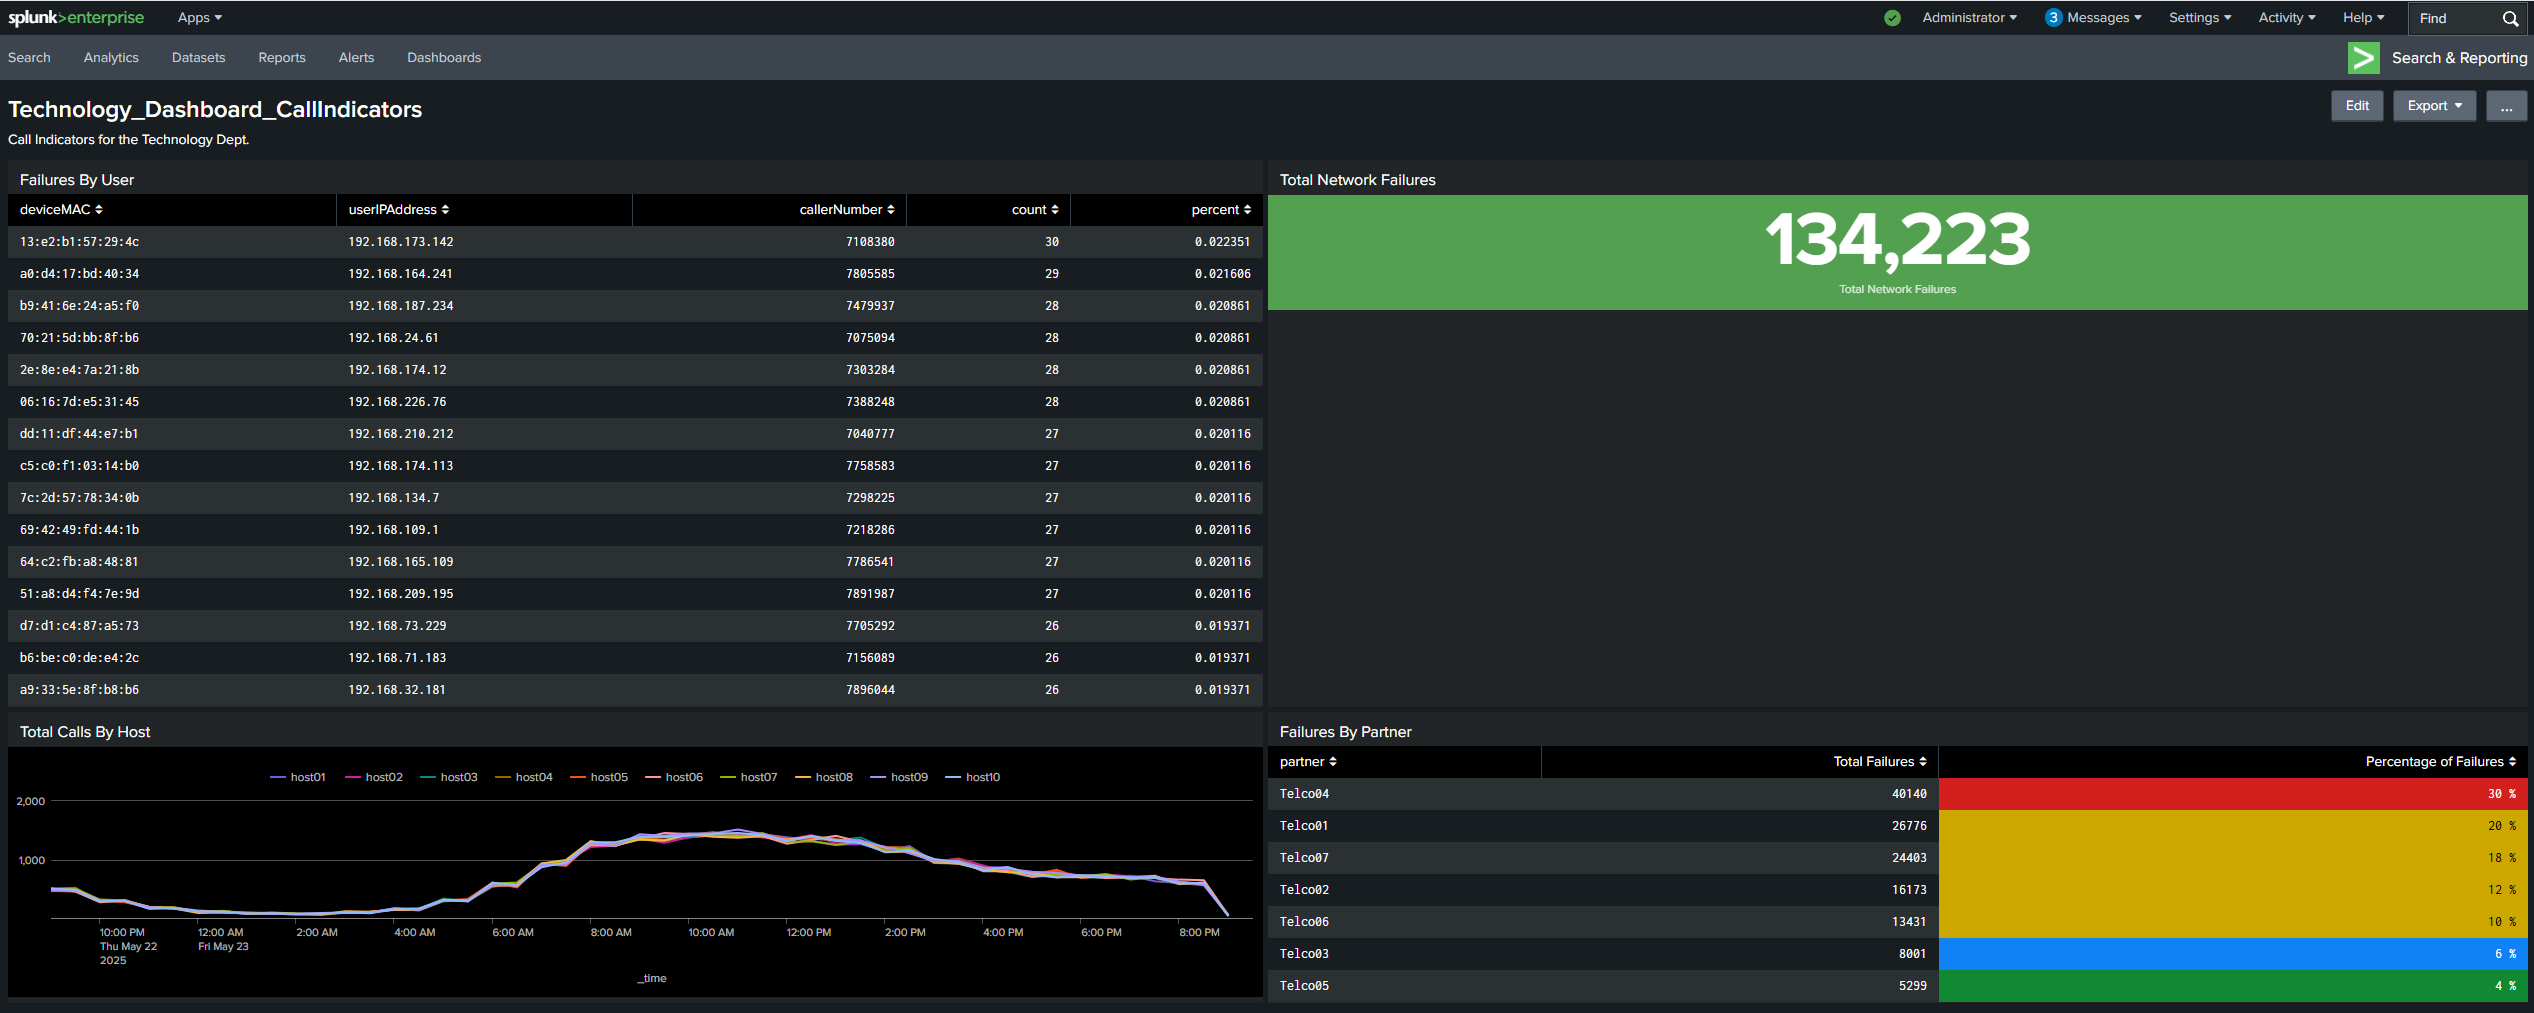 splunk>enterprise Apps Administrator 3 Messages Settings Activity Help Find
Search Analytics Datasets Reports Alerts Dashboards Search & Reporting
Technology_Dashboard_CallIndicators Edit Export ...
Call Indicators for the Technology Dept.
Failures By User
deviceMAC userIPAddress callerNumber count percent
13:e2:b1:57:29:4c 192.168.173.142 7108380 30 0.022351
a0:d4:17:bd:40:34 192.168.164.241 7805585 29 0.021606
b9:41:6e:24:a5:f0 192.168.187.234 7479937 28 0.020861
70:21:5d:bb:8f:b6 192.168.24.61 7075094 28 0.020861
2e:8e:e4:7a:21:8b 192.168.174.12 7303284 28 0.020861
06:16:7d:e5:31:45 192.168.226.76 7388248 28 0.020861
dd:11:df:44:e7:b1 192.168.210.212 7040777 27 0.020116
c5:c0:f1:03:14:b0 192.168.174.113 7758583 27 0.020116
7c:2d:57:78:34:0b 192.168.134.7 7298225 27 0.020116
69:42:49:fd:44:1b 192.168.109.1 7218286 27 0.020116
64:c2:fb:a8:48:81 192.168.165.109 7786541 27 0.020116
51:a8:d4:f4:7e:9d 192.168.209.195 7891987 27 0.020116
d7:d1:c4:87:a5:73 192.168.73.229 7705292 26 0.019371
b6:be:c0:de:e4:2c 192.168.71.183 7156089 26 0.019371
a9:33:5e:8f:b8:b6 192.168.32.181 7896044 26 0.019371
Total Network Failures
134,223
Total Network Failures
Total Calls By Host
host01 host02 host03 host04 host05 host06 host07 host08 host09 host10
2,000
1,000
10:00 PM 12:00 AM 2:00 AM 4:00 AM 6:00 AM 8:00 AM 10:00 AM 12:00 PM 2:00 PM 4:00 PM 6:00 PM 8:00 PM
Thu May 22 Fri May 23
2025
_time
Failures By Partner
partner Total Failures Percentage of Failures
Telco04 40140 30 %
Telco01 26776 20 %
Telco07 24403 18 %
Telco02 16173 12 %
Telco06 13431 10 %
Telco03 8001 6 %
Telco05 5299 4 %